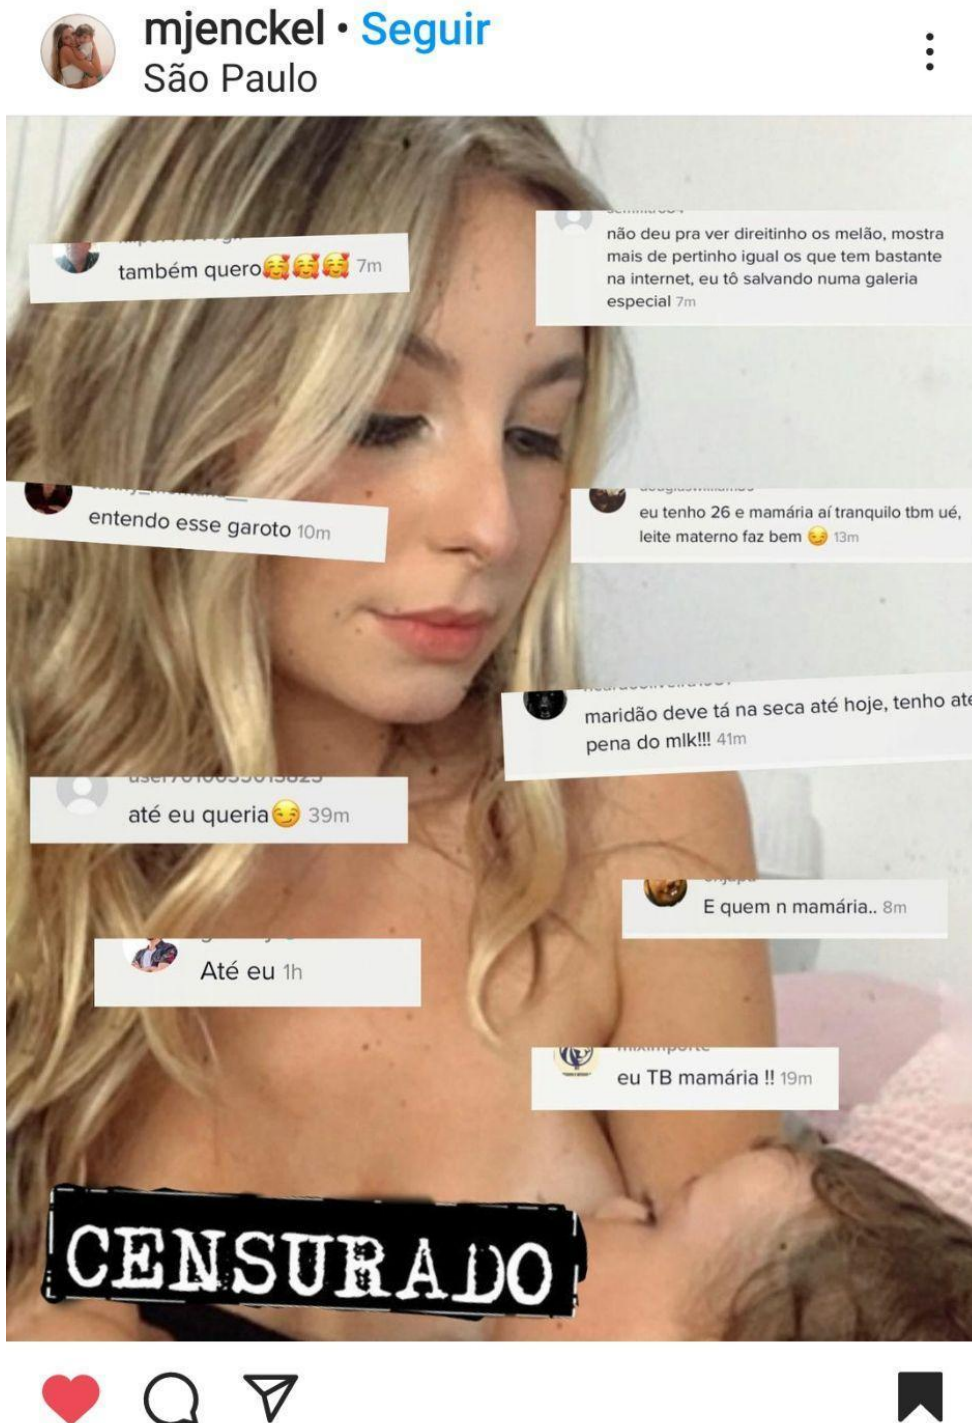 mjenckel • Seguir
São Paulo
também quero🥰🥰🥰 7m
não deu pra ver direitinho os melão, mostra
mais de pertinho igual os que tem bastante
na internet, eu tô salvando numa galeria
especial 7m
entendo esse garoto 10m
eu tenho 26 e mamária aí tranquilo tbm ué,
leite materno faz bem 😏 13m
maridão deve tá na seca até hoje, tenho até
pena do mlk!!! 41m
até eu queria😏 39m
E quem n mamária.. 8m
Até eu 1h
eu TB mamária !! 19m
CENSURADO